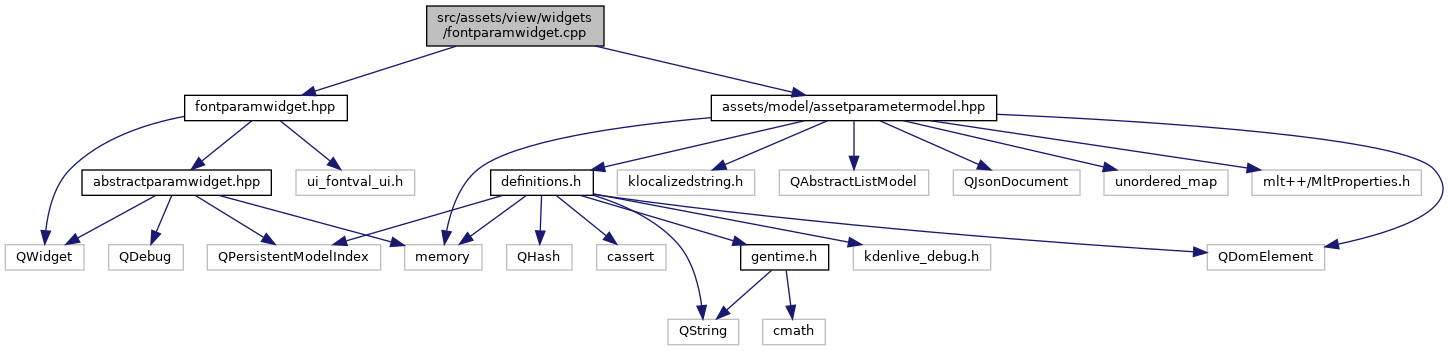 src/assets/view/widgets
/fontparamwidget.cpp
fontparamwidget.hpp
assets/model/assetparametermodel.hpp
abstractparamwidget.hpp
ui_fontval_ui.h
definitions.h
klocalizedstring.h
QAbstractListModel
QJsonDocument
unordered_map
mlt++/MltProperties.h
QWidget
QDebug
QPersistentModelIndex
memory
QHash
cassert
gentime.h
kdenlive_debug.h
QDomElement
QString
cmath